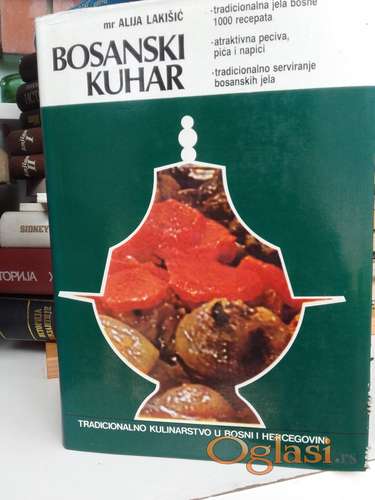 mr ALIJA LAKIŠIĆ
BOSANSKI
KUHAR
-tradicionalna jela bosne
1000 recepata
-atraktivna peciva,
pića i napici
-tradicionalno serviranje
bosanskih jela
SIDNEY
ТОРИЈА
TRADICIONALNO KULINARSTVO U BOSNI I HERCEGOVINI
Oglasi.rs